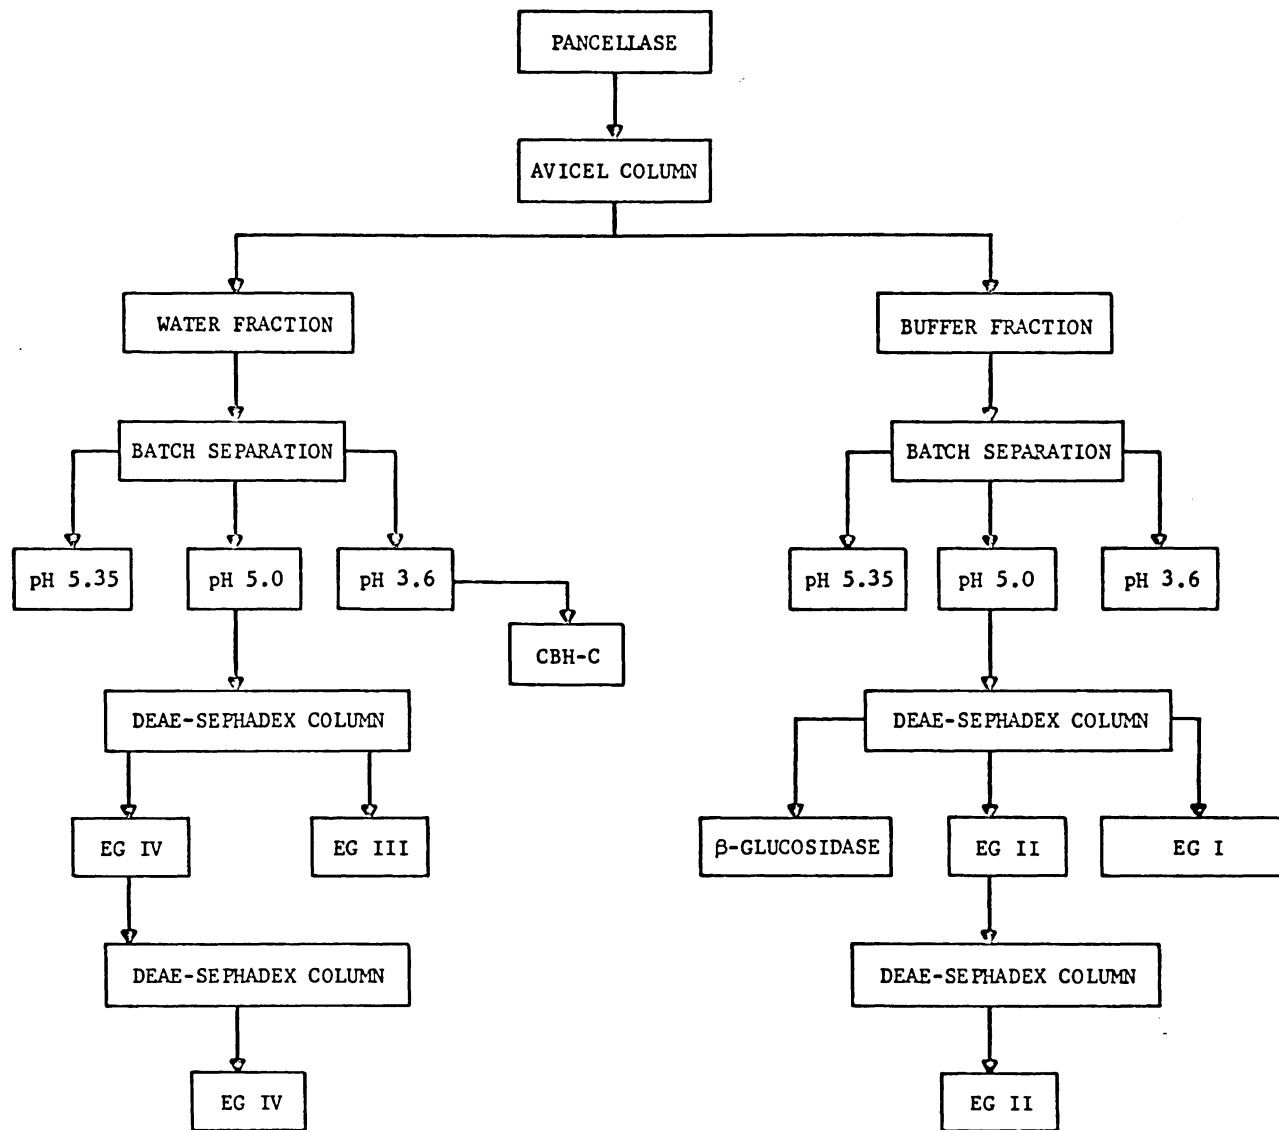 PANCELLASE
AVICEL COLUMN
WATER FRACTION
BUFFER FRACTION
BATCH SEPARATION
BATCH SEPARATION
pH 5.35
pH 5.0
pH 3.6
pH 5.35
pH 5.0
pH 3.6
CBH-C
DEAE-SEPHADEX COLUMN
DEAE-SEPHADEX COLUMN
EG IV
EG III
β-GLUCOSIDASE
EG II
EG I
DEAE-SEPHADEX COLUMN
DEAE-SEPHADEX COLUMN
EG IV
EG II